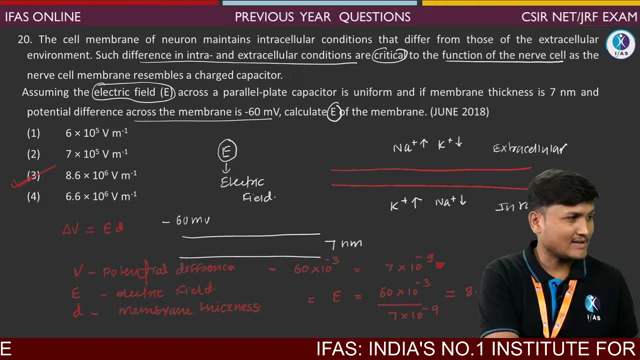 IFAS ONLINE PREVIOUS YEAR QUESTIONS CSIR NET/JRF EXAM
20. The cell membrane of neuron maintains intracellular conditions that differ from those of the extracellular
environment. Such difference in intra- and extracellular conditions are critical to the function of the nerve cell as the
nerve cell membrane resembles a charged capacitor.
Assuming the electric field (E) across a parallel-plate capacitor is uniform and if membrane thickness is 7 nm and
potential difference across the membrane is -60 mV, calculate E of the membrane. (JUNE 2018)
(1) 6 × 10⁵ V m⁻¹
(2) 7 × 10⁵ V m⁻¹
(3) 8.6 × 10⁶ V m⁻¹
(4) 6.6 × 10⁶ V m⁻¹
E
Electric
Field.
Na⁺↑ K⁺↓ Extracellular
K⁺↑ Na⁺↓
- 60 mv
7 nm
ΔV = Ed
V - Potential difference = 60×10⁻³ = 7×10⁻⁹
E - electric field
d - membrane thickness
= E = 60×10⁻³ / 7×10⁻⁹ = 8.
iFAS
IFAS: INDIA'S NO.1 INSTITUTE FOR